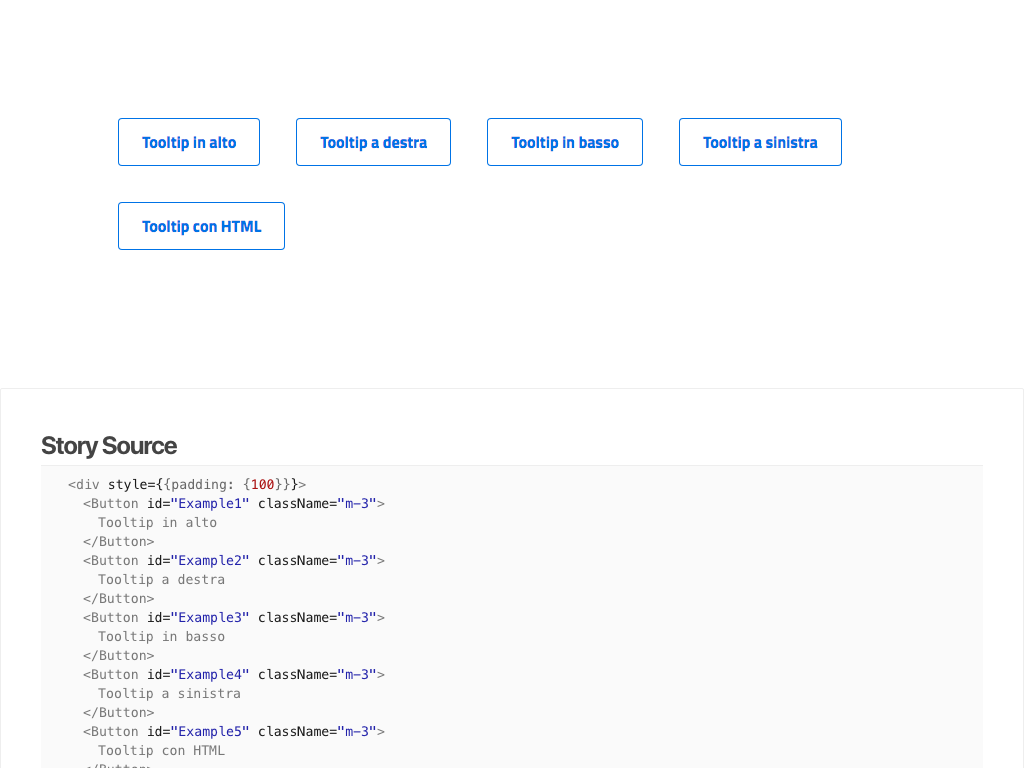 Tooltip in alto Tooltip a destra Tooltip in basso Tooltip a sinistra
Tooltip con HTML
Story Source
<div style={{padding: {100}}}>
<Button id="Example1" className="m-3">
Tooltip in alto
</Button>
<Button id="Example2" className="m-3">
Tooltip a destra
</Button>
<Button id="Example3" className="m-3">
Tooltip in basso
</Button>
<Button id="Example4" className="m-3">
Tooltip a sinistra
</Button>
<Button id="Example5" className="m-3">
Tooltip con HTML